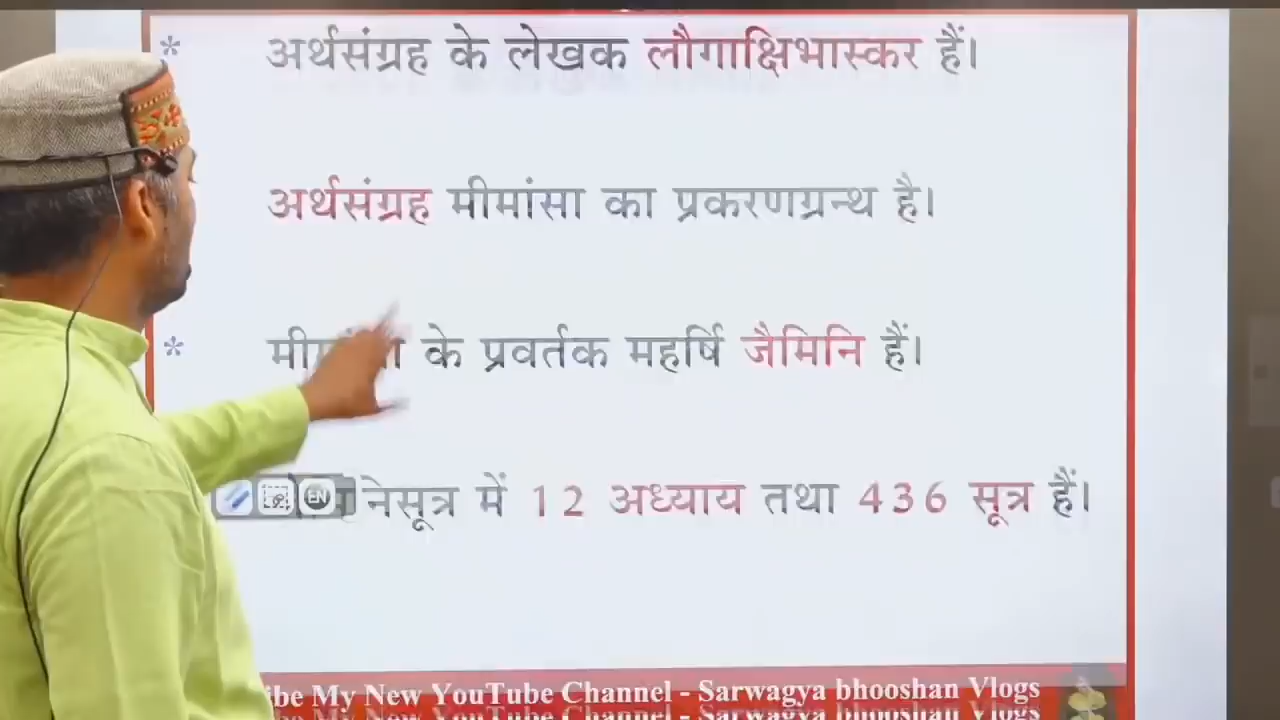 * अर्थसंग्रह के लेखक लौगाक्षिभास्कर हैं।
अर्थसंग्रह मीमांसा का प्रकरणग्रन्थ है।
* के प्रवर्तक महर्षि जैमिनि हैं।
EN
में 12 अध्याय तथा 436 सूत्र हैं।
My New YouTube Channel - Sarwagya bhooshan Vlogs